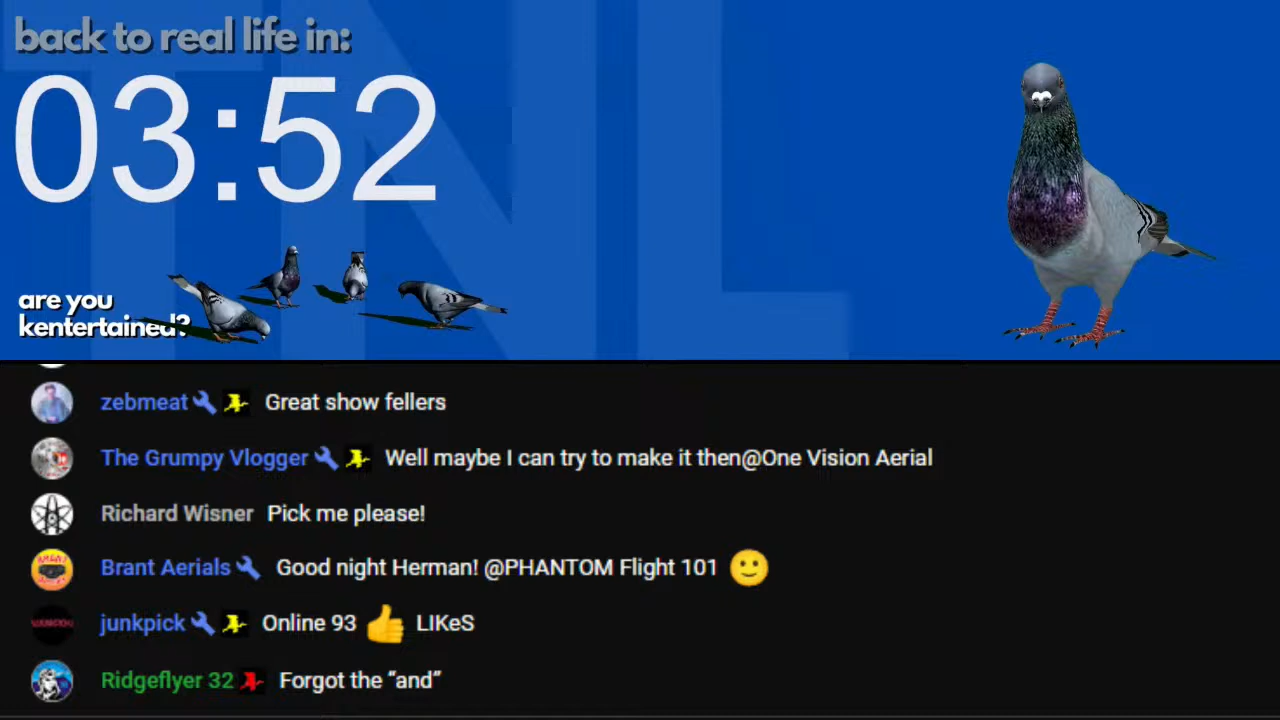 back to real life in:
03:52
TNL
are you
kentertained?
zebmeat Great show fellers
The Grumpy Vlogger Well maybe I can try to make it then@One Vision Aerial
Richard Wisner Pick me please!
Brant Aerials Good night Herman! @PHANTOM Flight 101 🙂
junkpick Online 93 👍 LIKeS
Ridgeflyer 32 Forgot the “and”